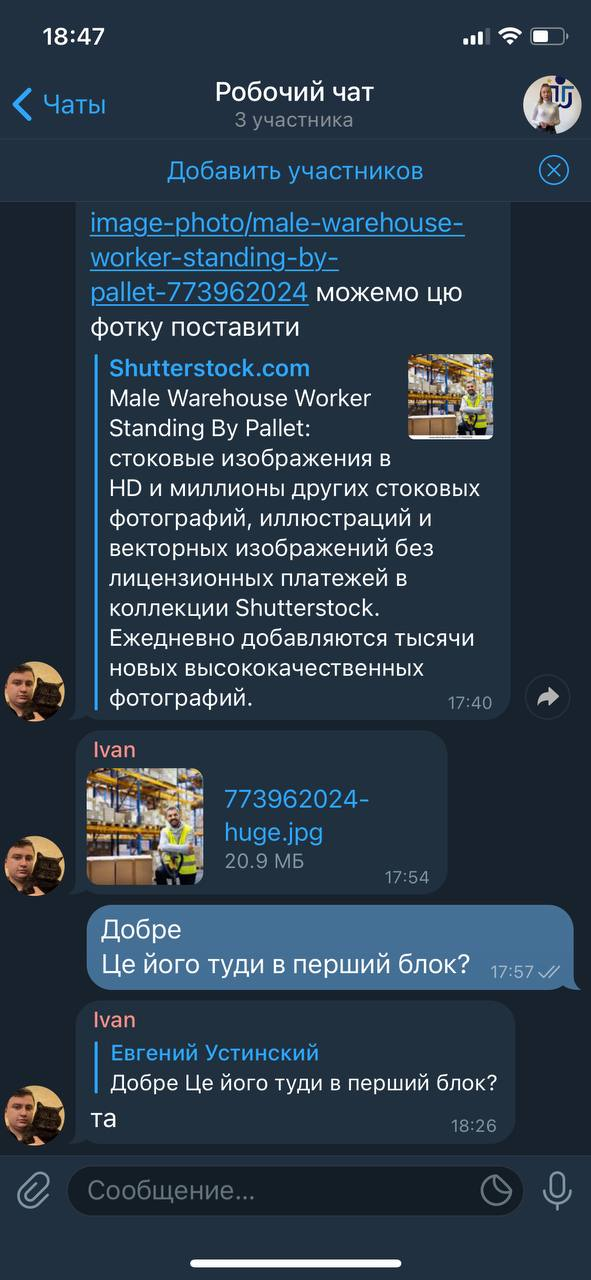 18:47
Чаты
Робочий чат
3 участника
Добавить участников
image-photo/male-warehouse-
worker-standing-by-
pallet-773962024 можемо цю
фотку поставити
Shutterstock.com
Male Warehouse Worker
Standing By Pallet:
стоковые изображения в
HD и миллионы других стоковых
фотографий, иллюстраций и
векторных изображений без
лицензионных платежей в
коллекции Shutterstock.
Ежедневно добавляются тысячи
новых высококачественных
фотографий.
17:40
Ivan
773962024-
huge.jpg
20.9 МБ
17:54
Добре
Це його туди в перший блок?
17:57
Ivan
Евгений Устинский
Добре Це його туди в перший блок?
та
18:26
Сообщение...